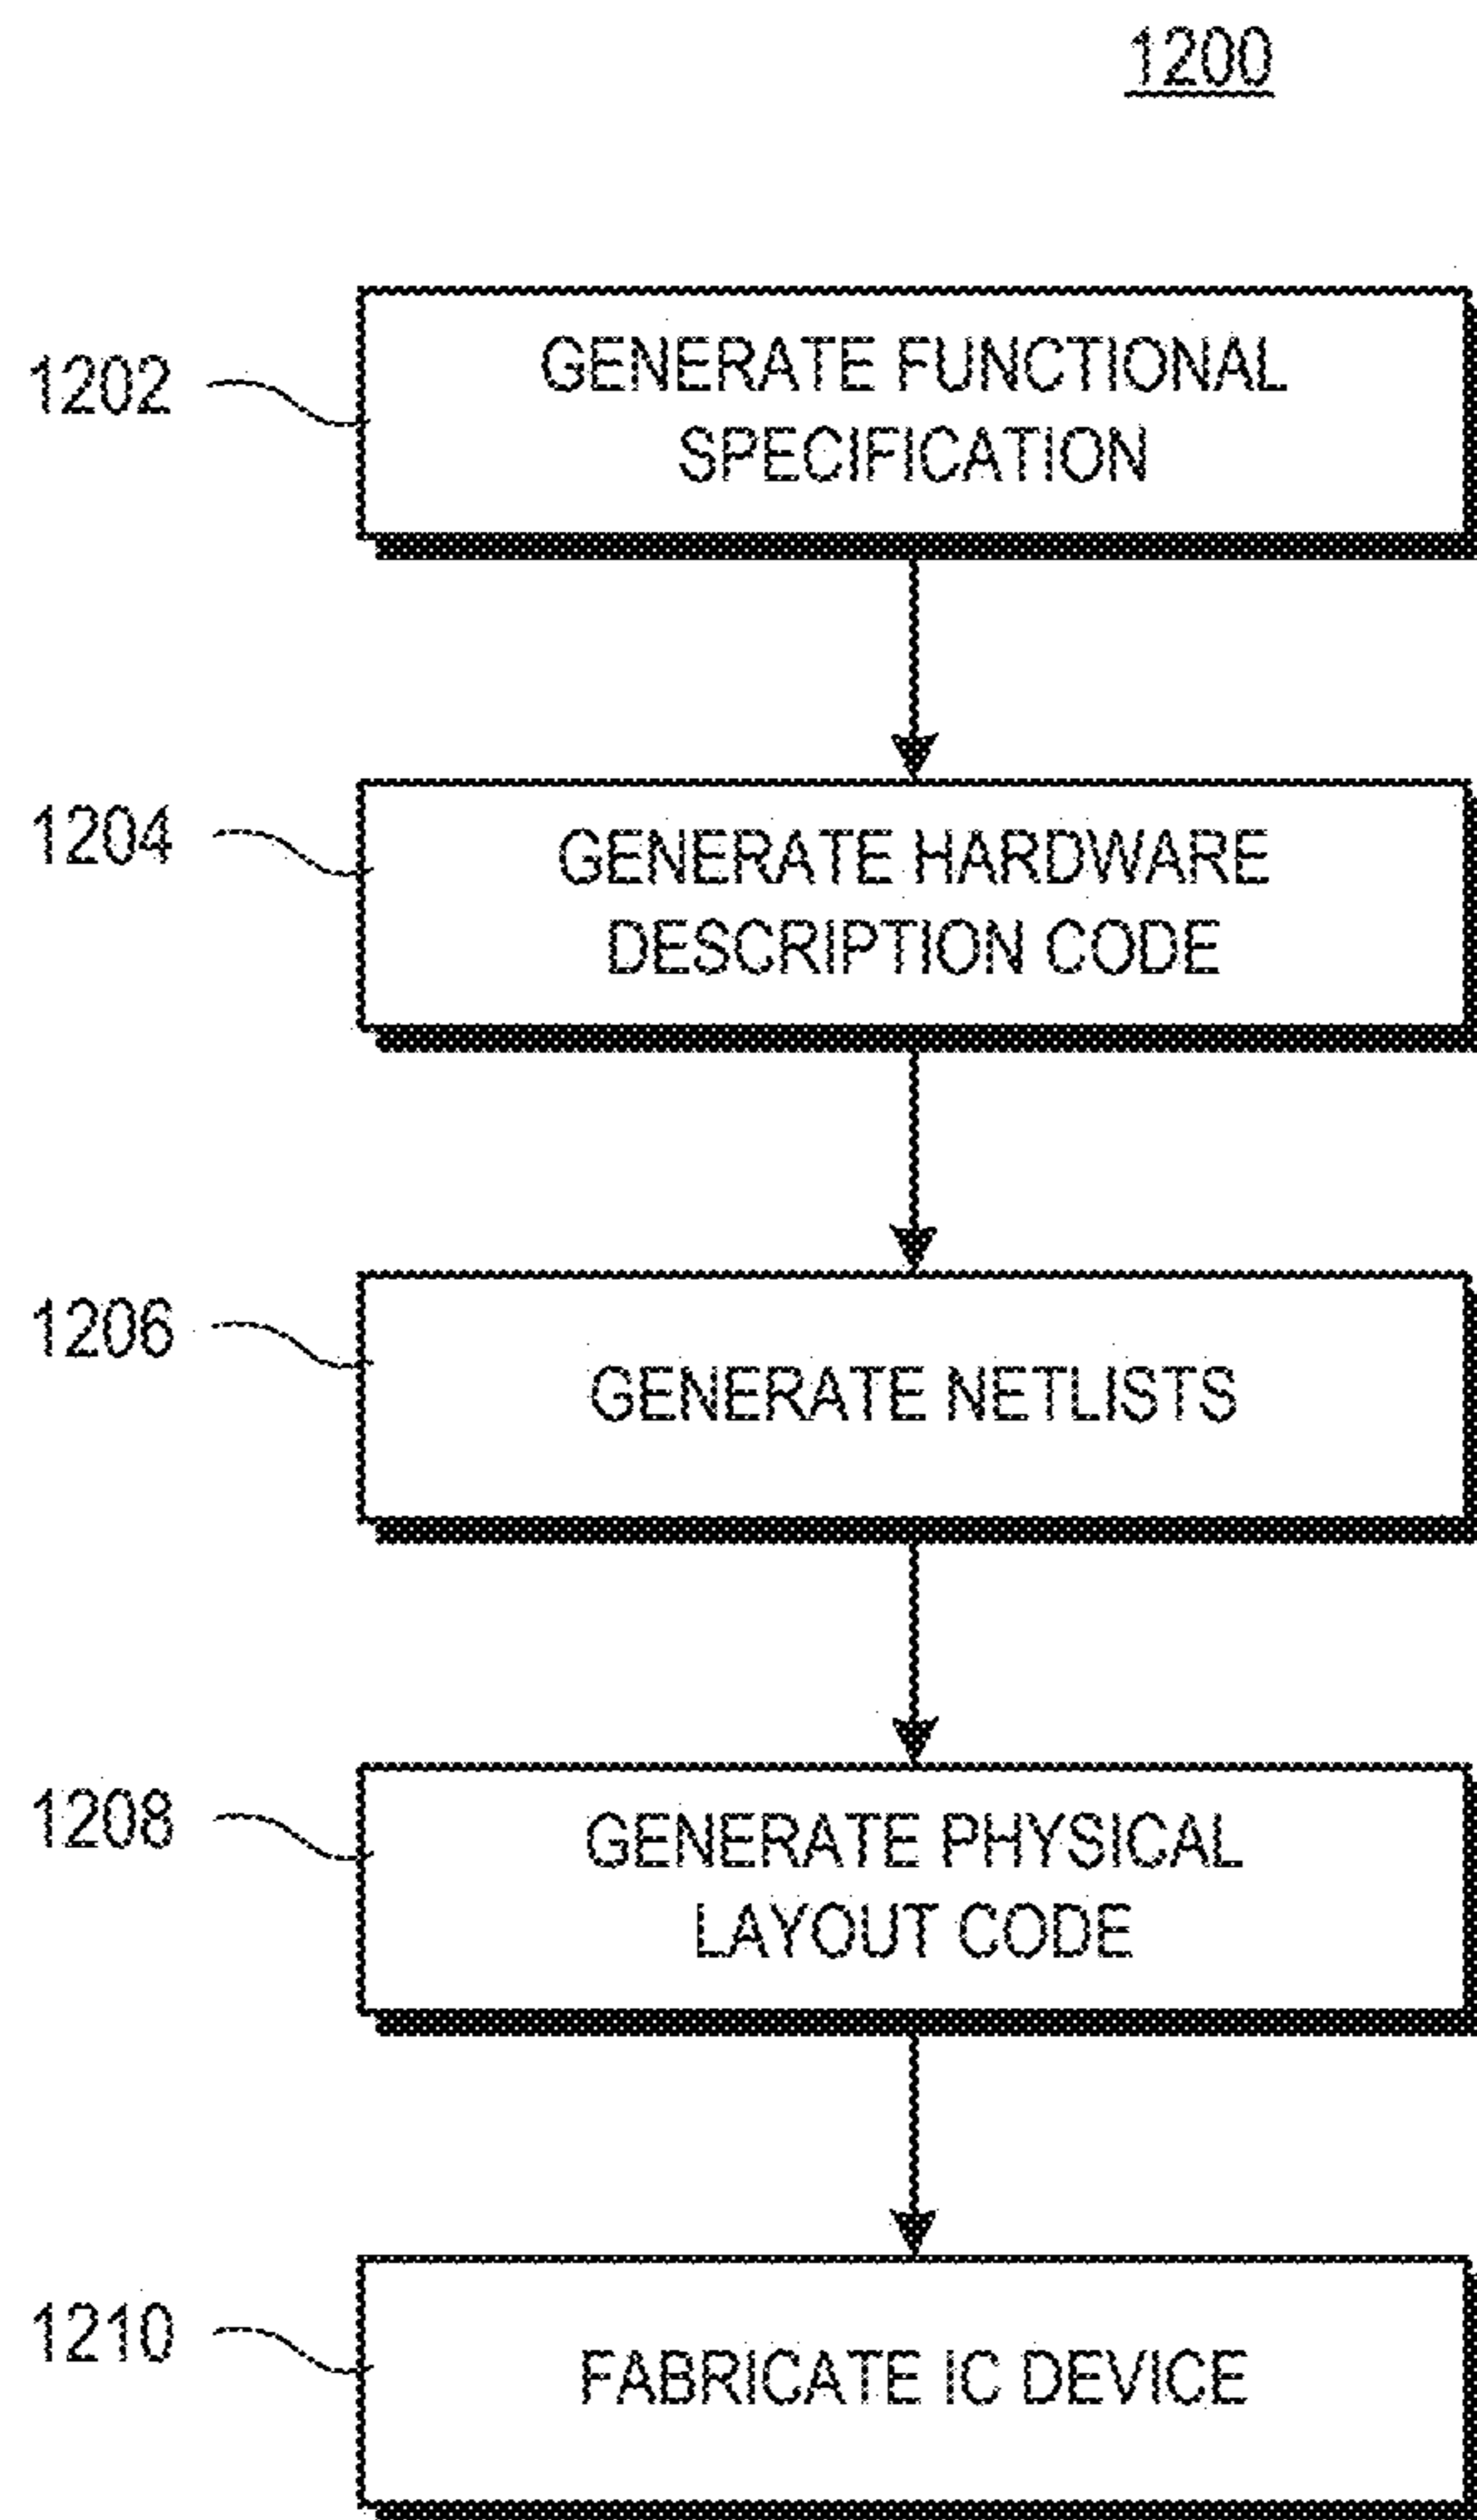 1200
1202
GENERATE FUNCTIONAL
SPECIFICATION
1204
GENERATE HARDWARE
DESCRIPTION CODE
1206
GENERATE NETLISTS
1208
GENERATE PHYSICAL
LAYOUT CODE
1210
FABRICATE IC DEVICE